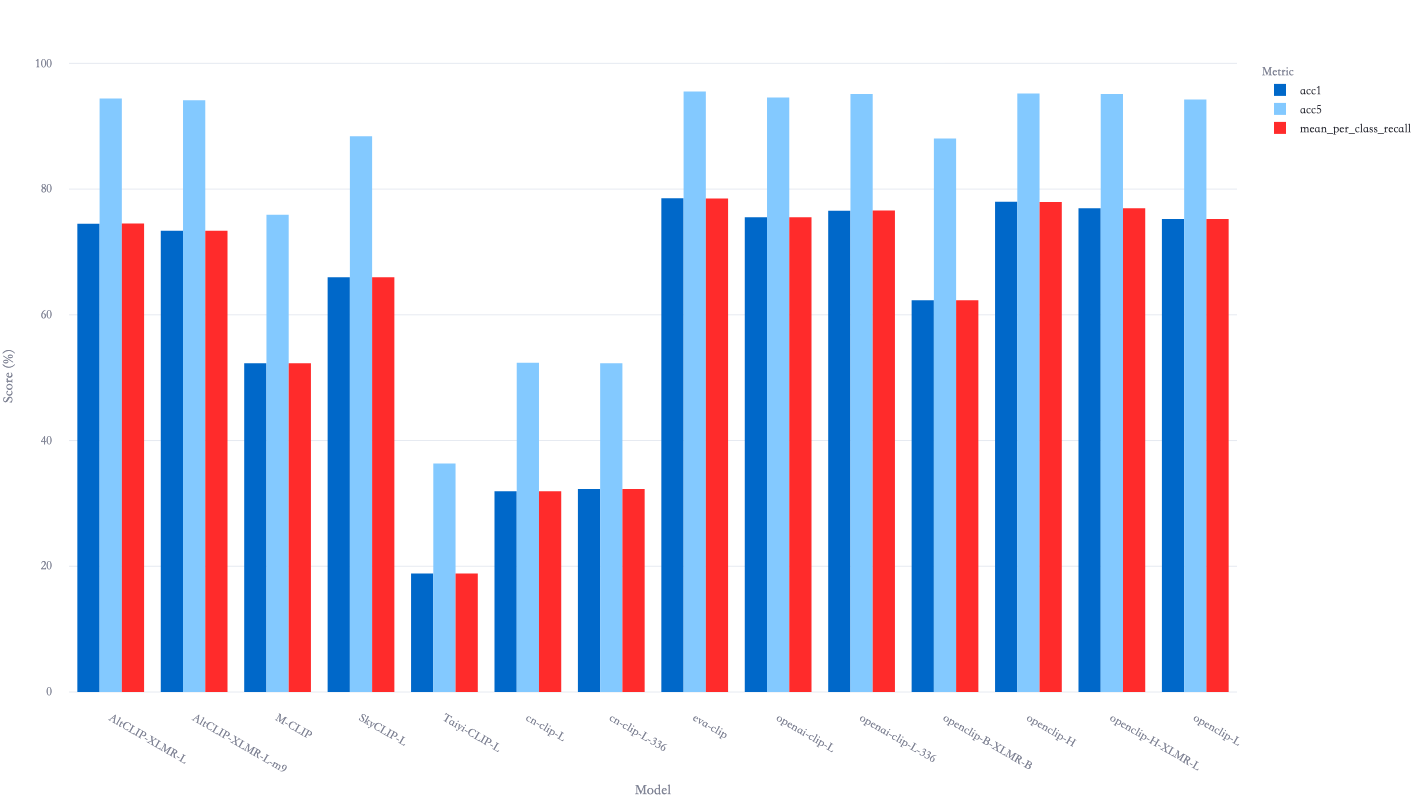 100
80
60
40
20
0
Score (%)
AltCLIP-XLMR-L
AltCLIP-XLMR-L-m9
M-CLIP
SkyCLIP-L
Taiyi-CLIP-L
cn-clip-L
cn-clip-L-336
eva-clip
openai-clip-L
openai-clip-L-336
openclip-B-XLMR-B
openclip-H
openclip-H-XLMR-L
openclip-L
Model
Metric
acc1
acc5
mean_per_class_recall